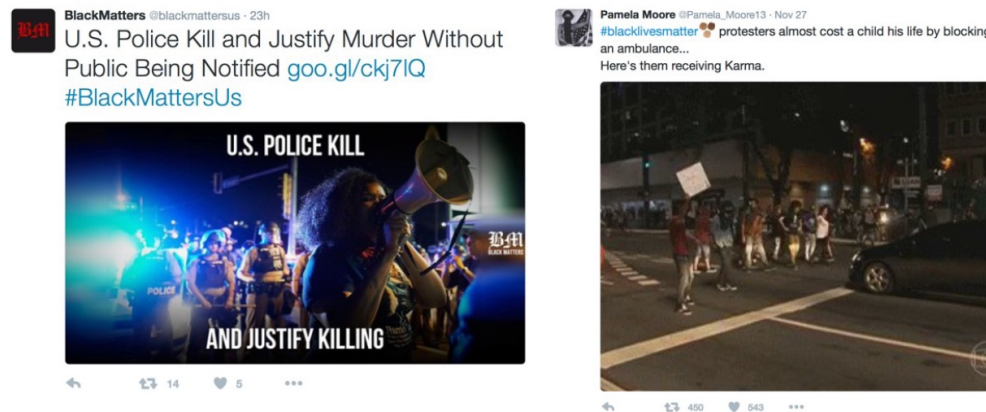 BlackMatters @blackmattersus · 23h
U.S. Police Kill and Justify Murder Without
Public Being Notified goo.gl/ckj7lQ
#BlackMattersUs
BM
U.S. POLICE KILL
POLICE
BM
BLACK MATTERS
AND JUSTIFY KILLING
14
5
Pamela Moore @Pamela_Moore13 · Nov 27
#blacklivesmatter protesters almost cost a child his life by blocking
an ambulance...
Here's them receiving Karma.
450
543